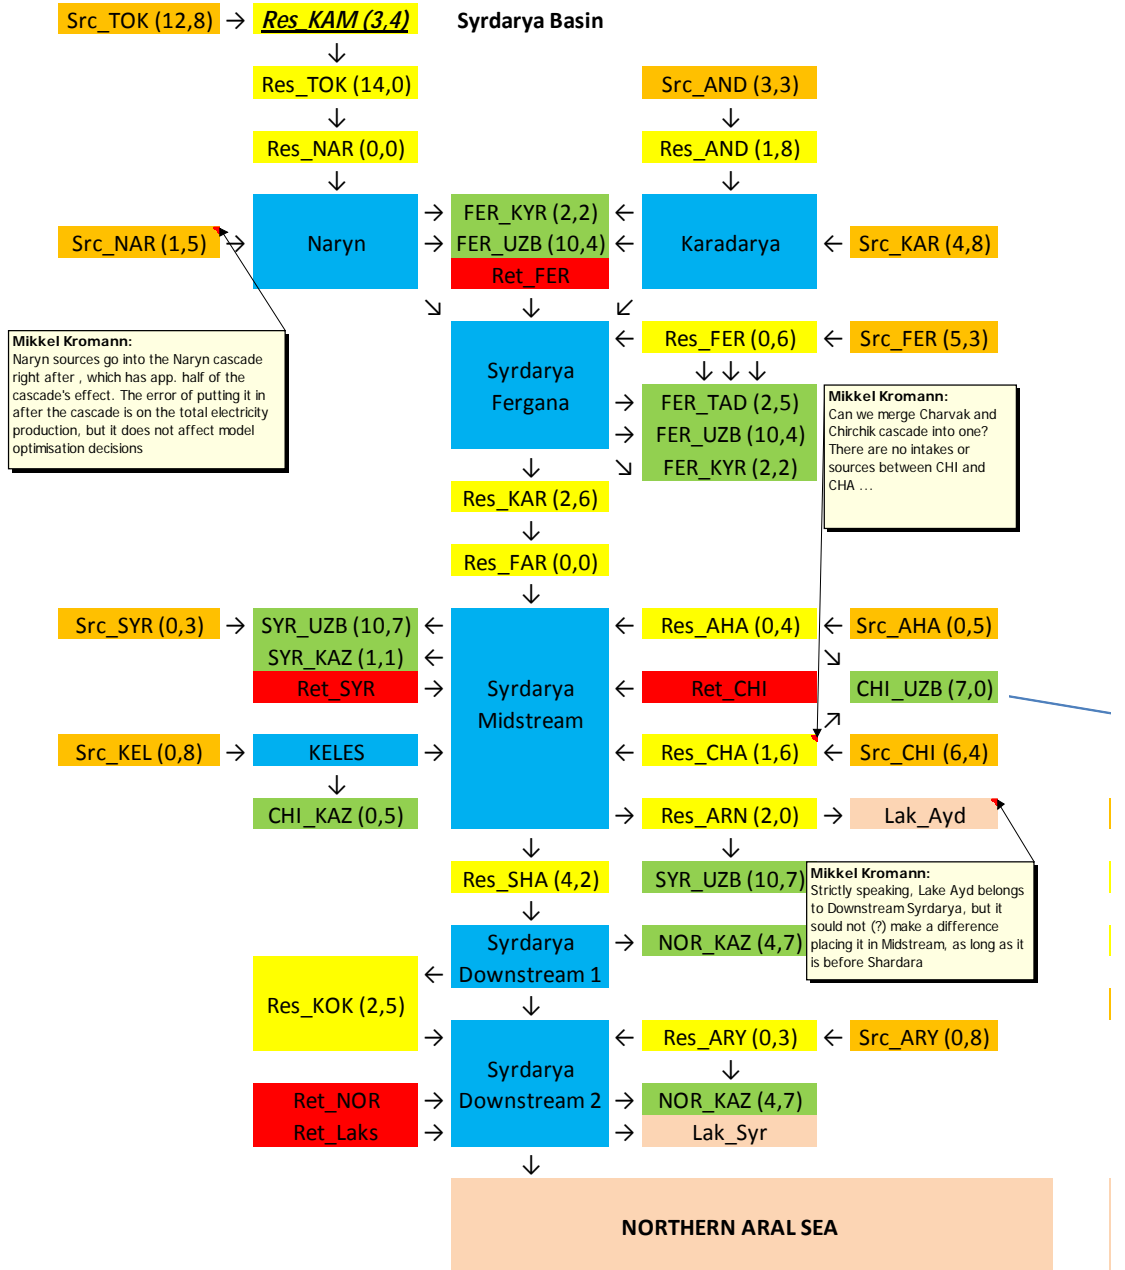 Src_TOK (12,8)
Res_KAM (3,4)
Syrdarya Basin
Res_TOK (14,0)
Src_AND (3,3)
Res_NAR (0,0)
Res_AND (1,8)
Src_NAR (1,5)
Naryn
FER_KYR (2,2)
FER_UZB (10,4)
Ret_FER
Karadarya
Src_KAR (4,8)
Mikkel Kromann:
Naryn sources go into the Naryn cascade
right after , which has app. half of the
cascade's effect. The error of putting it in
after the cascade is on the total electricity
production, but it does not affect model
optimisation decisions
Syrdarya
Fergana
Res_FER (0,6)
Src_FER (5,3)
FER_TAD (2,5)
FER_UZB (10,4)
FER_KYR (2,2)
Mikkel Kromann:
Can we merge Charvak and
Chirchik cascade into one?
There are no intakes or
sources between CHI and
CHA ...
Res_KAR (2,6)
Res_FAR (0,0)
Src_SYR (0,3)
SYR_UZB (10,7)
SYR_KAZ (1,1)
Ret_SYR
Syrdarya
Midstream
Res_AHA (0,4)
Src_AHA (0,5)
Ret_CHI
CHI_UZB (7,0)
Src_KEL (0,8)
KELES
Res_CHA (1,6)
Src_CHI (6,4)
CHI_KAZ (0,5)
Res_ARN (2,0)
Lak_Ayd
Res_SHA (4,2)
SYR_UZB (10,7)
Mikkel Kromann:
Strictly speaking, Lake Ayd belongs
to Downstream Syrdarya, but it
sould not (?) make a difference
placing it in Midstream, as long as it
is before Shardara
Syrdarya
Downstream 1
NOR_KAZ (4,7)
Res_KOK (2,5)
Syrdarya
Downstream 2
Res_ARY (0,3)
Src_ARY (0,8)
Ret_NOR
Ret_Laks
NOR_KAZ (4,7)
Lak_Syr
NORTHERN ARAL SEA